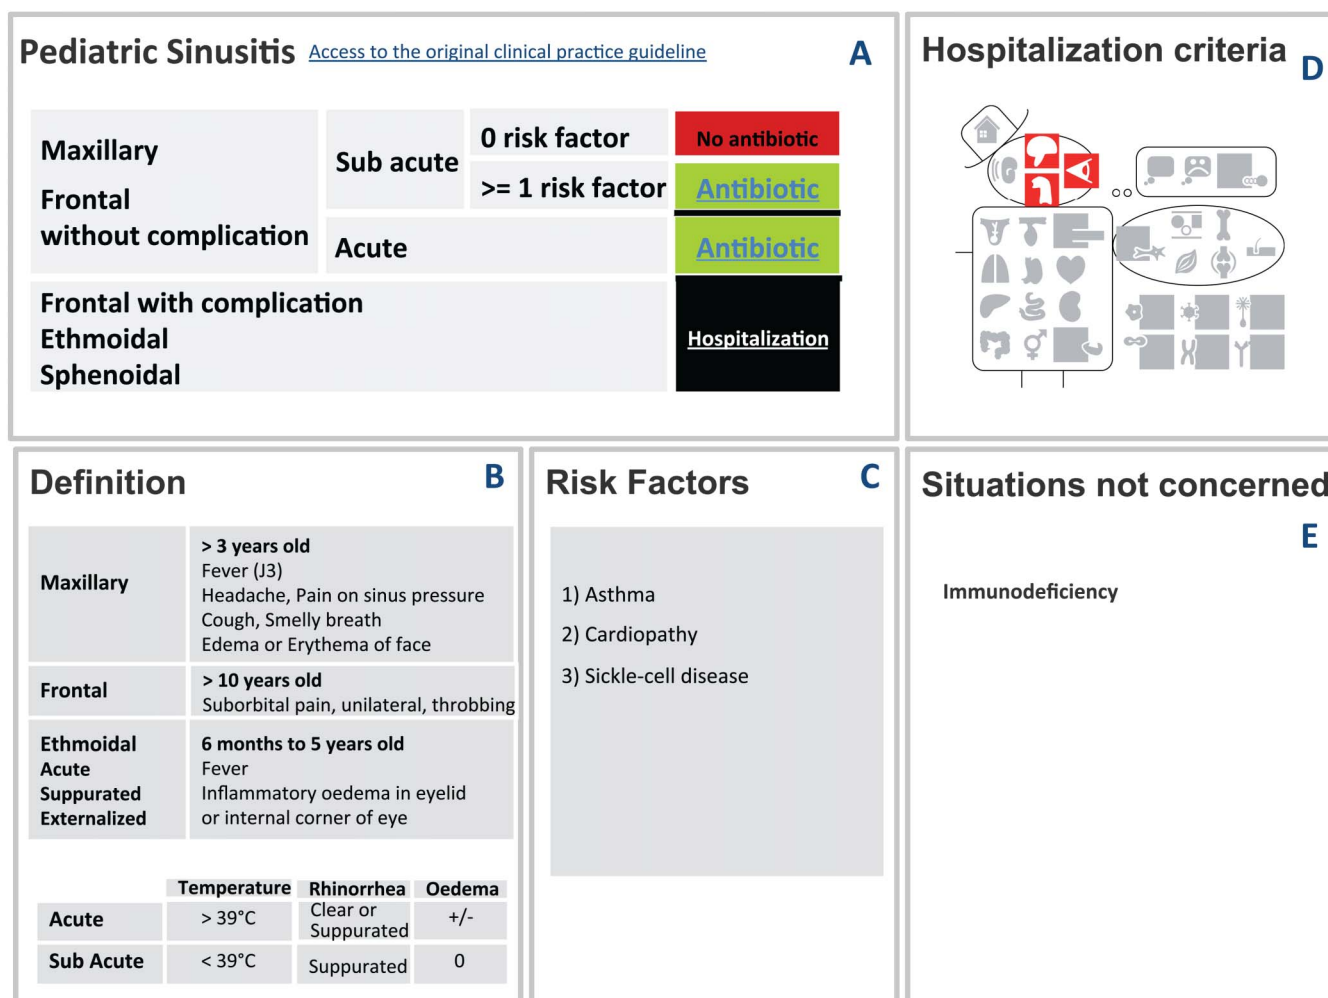 Pediatric Sinusitis Access to the original clinical practice guideline A
Maxillary
Frontal
without complication
Sub acute
0 risk factor
No antibiotic
>= 1 risk factor
Antibiotic
Acute
Antibiotic
Frontal with complication
Ethmoidal
Sphenoidal
Hospitalization
Hospitalization criteria D
Definition B
Maxillary
> 3 years old
Fever (J3)
Headache, Pain on sinus pressure
Cough, Smelly breath
Edema or Erythema of face
Frontal
> 10 years old
Suborbital pain, unilateral, throbbing
Ethmoidal
Acute
Suppurated
Externalized
6 months to 5 years old
Fever
Inflammatory oedema in eyelid
or internal corner of eye
Temperature Rhinorrhea Oedema
Acute > 39°C Clear or
Suppurated +/-
Sub Acute < 39°C Suppurated 0
Risk Factors C
1) Asthma
2) Cardiopathy
3) Sickle-cell disease
Situations not concerned
E
Immunodeficiency